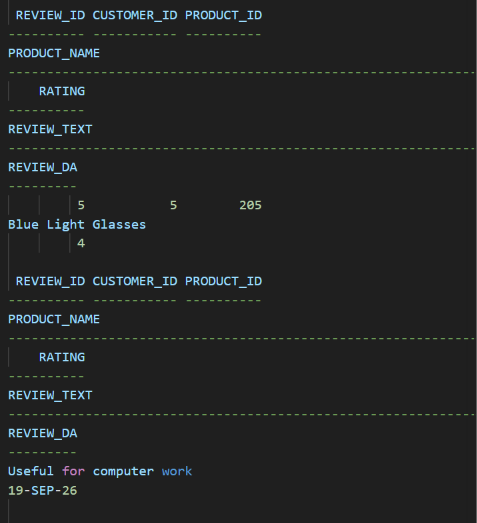 REVIEW_ID CUSTOMER_ID PRODUCT_ID
---------- ----------- ----------
PRODUCT_NAME
--------------------------------------------------------------------------------
RATING
----------
REVIEW_TEXT
--------------------------------------------------------------------------------
REVIEW_DA
---------
5 5 205
Blue Light Glasses
4
REVIEW_ID CUSTOMER_ID PRODUCT_ID
---------- ----------- ----------
PRODUCT_NAME
--------------------------------------------------------------------------------
RATING
----------
REVIEW_TEXT
--------------------------------------------------------------------------------
REVIEW_DA
---------
Useful for computer work
19-SEP-26